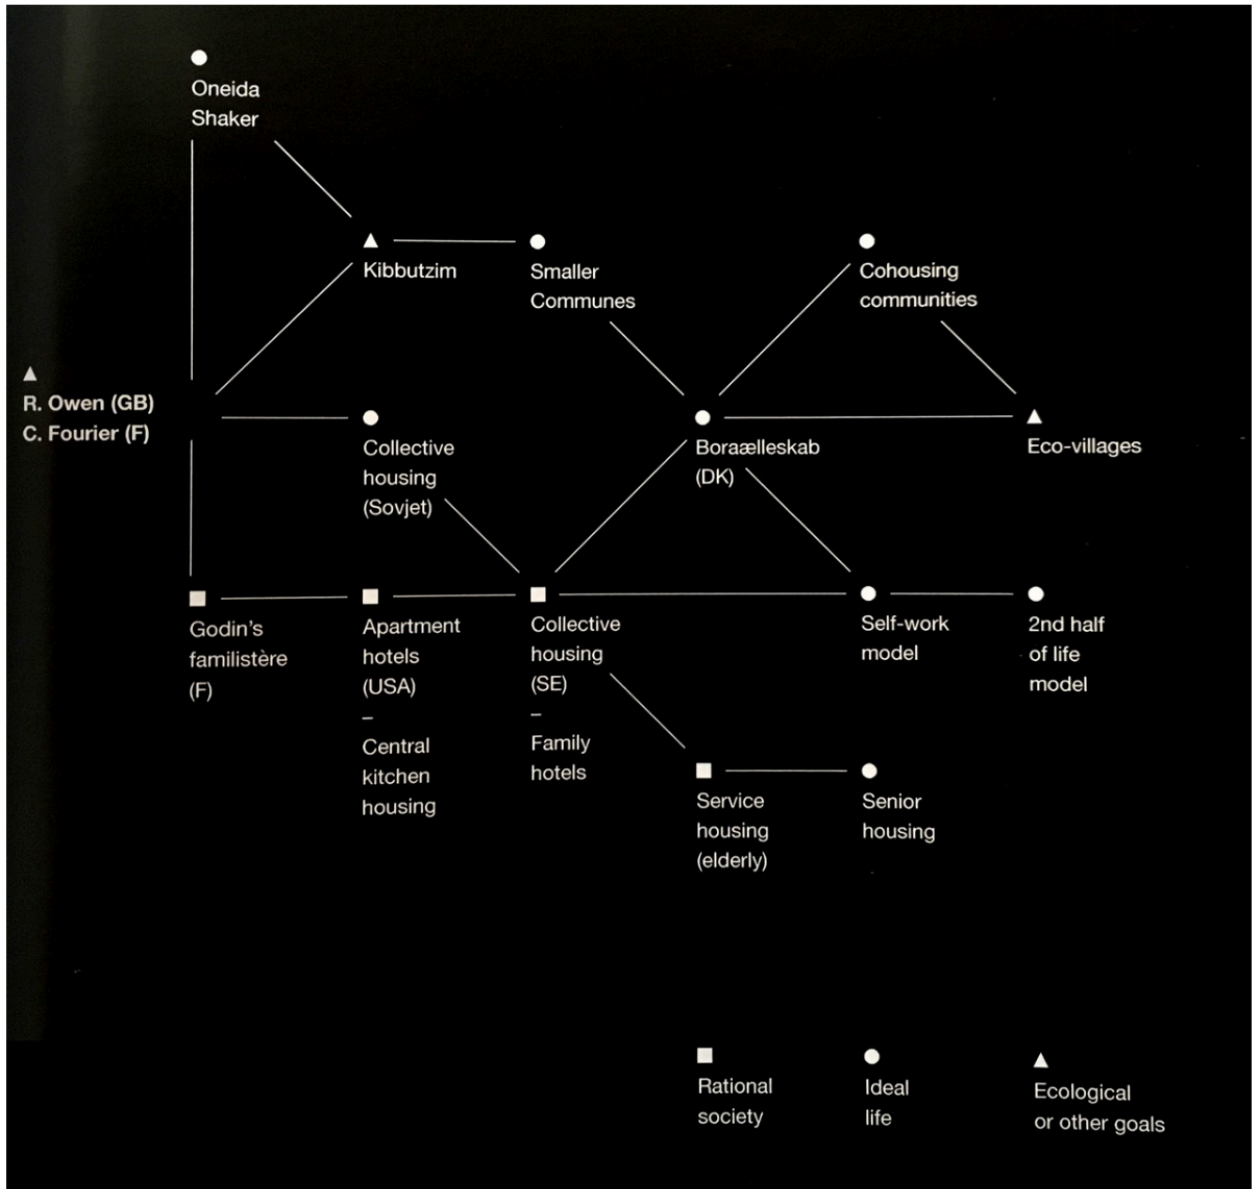 Oneida
Shaker
Kibbutzim
Smaller
Communes
Cohousing
communities
R. Owen (GB)
C. Fourier (F)
Collective
housing
(Sovjet)
Boraælleskab
(DK)
Eco-villages
Godin's
familistère
(F)
Apartment
hotels
(USA)
–
Central
kitchen
housing
Collective
housing
(SE)
–
Family
hotels
Self-work
model
2nd half
of life
model
Service
housing
(elderly)
Senior
housing
Rational
society
Ideal
life
Ecological
or other goals